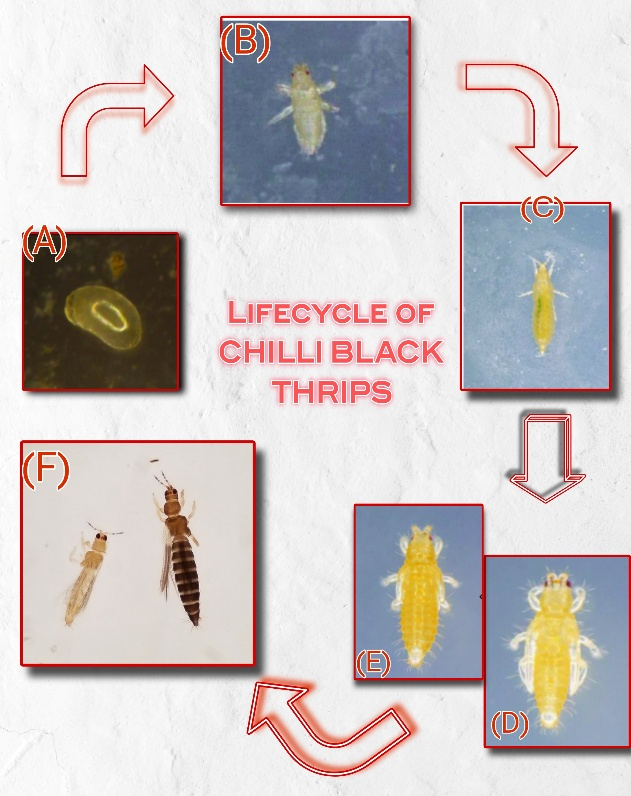 (B)
(C)
(A)
LIFECYCLE OF
CHILLI BLACK
THRIPS
(F)
(E)
(D)